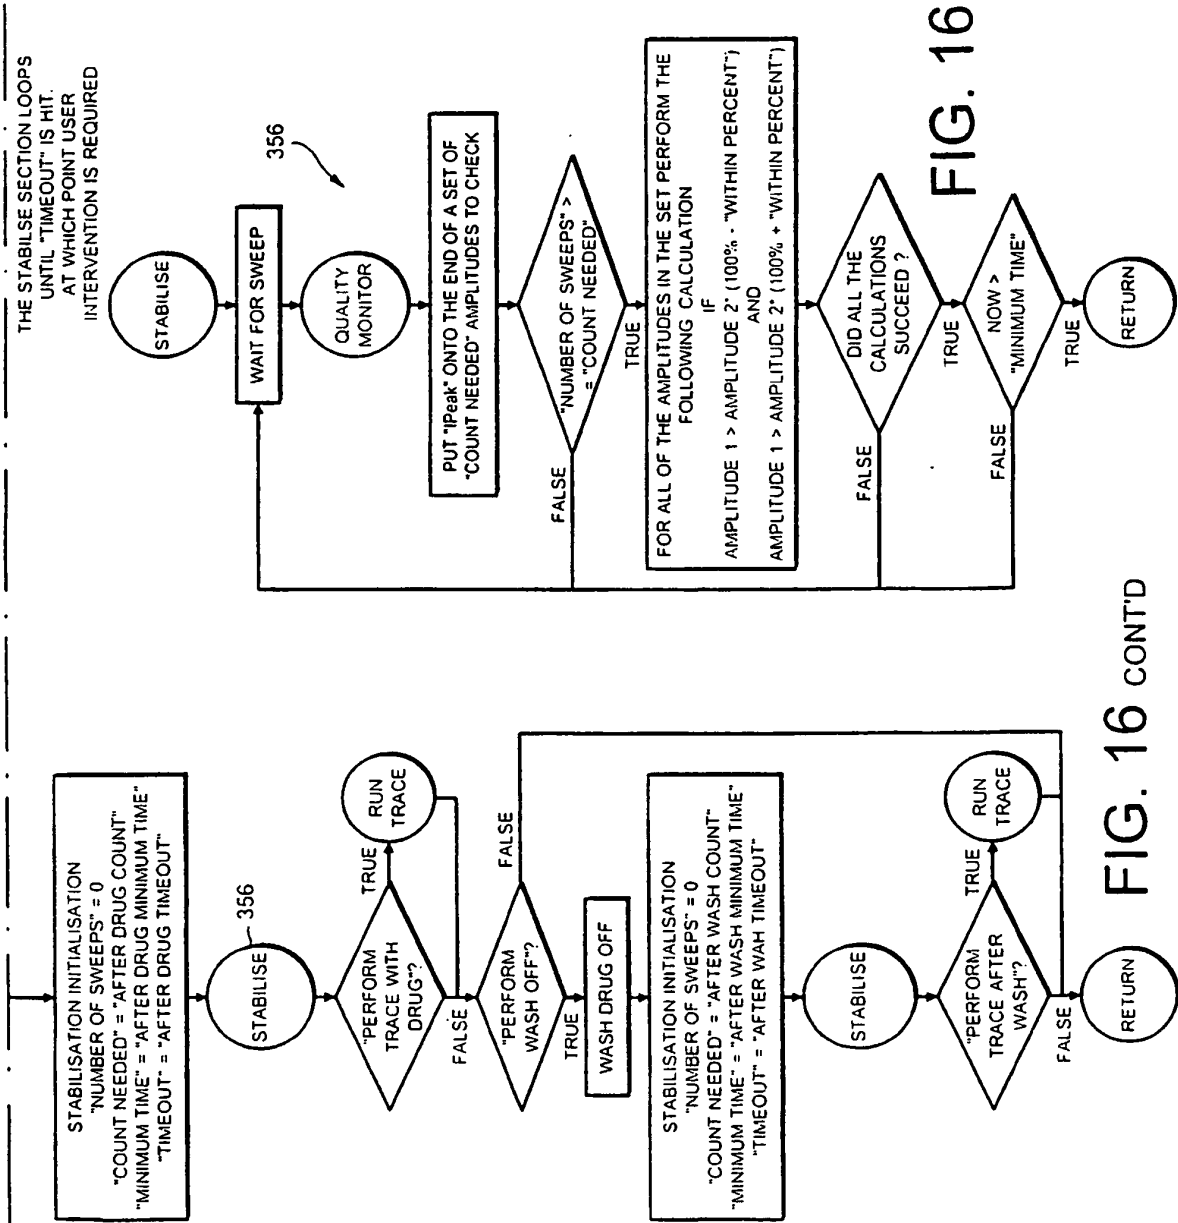 STABILISATION INITIALISATION
"NUMBER OF SWEEPS" = 0
"COUNT NEEDED" = "AFTER DRUG COUNT"
"MINIMUM TIME" = "AFTER DRUG MINIMUM TIME"
"TIMEOUT" = "AFTER DRUG TIMEOUT"
STABILISE
356
"PERFORM
TRACE WITH
DRUG"?
TRUE
RUN
TRACE
FALSE
"PERFORM
WASH OFF"?
FALSE
TRUE
WASH DRUG OFF
STABILISATION INITIALISATION
"NUMBER OF SWEEPS" = 0
"COUNT NEEDED" = "AFTER WASH COUNT"
"MINIMUM TIME" = "AFTER WASH MINIMUM TIME"
"TIMEOUT" = "AFTER WAH TIMEOUT"
STABILISE
"PERFORM
TRACE AFTER
WASH"?
TRUE
RUN
TRACE
FALSE
RETURN
FIG. 16 CONT'D
THE STABILSE SECTION LOOPS
UNTIL "TIMEOUT" IS HIT.
AT WHICH POINT USER
INTERVENTION IS REQUIRED
STABILISE
WAIT FOR SWEEP
356
QUALITY
MONITOR
PUT "IPeak" ONTO THE END OF A SET OF
"COUNT NEEDED" AMPLITUDES TO CHECK
"NUMBER OF SWEEPS" >
= "COUNT NEEDED"
FALSE
TRUE
FOR ALL OF THE AMPLITUDES IN THE SET PERFORM THE
FOLLOWING CALCULATION
IF
AMPLITUDE 1 > AMPLITUDE 2" (100% - "WITHIN PERCENT")
AND
AMPLITUDE 1 > AMPLITUDE 2" (100% + "WITHIN PERCENT")
DID ALL THE
CALCULATIONS
SUCCEED ?
FALSE
TRUE
NOW >
"MINIMUM TIME"
FALSE
TRUE
RETURN
FIG. 16